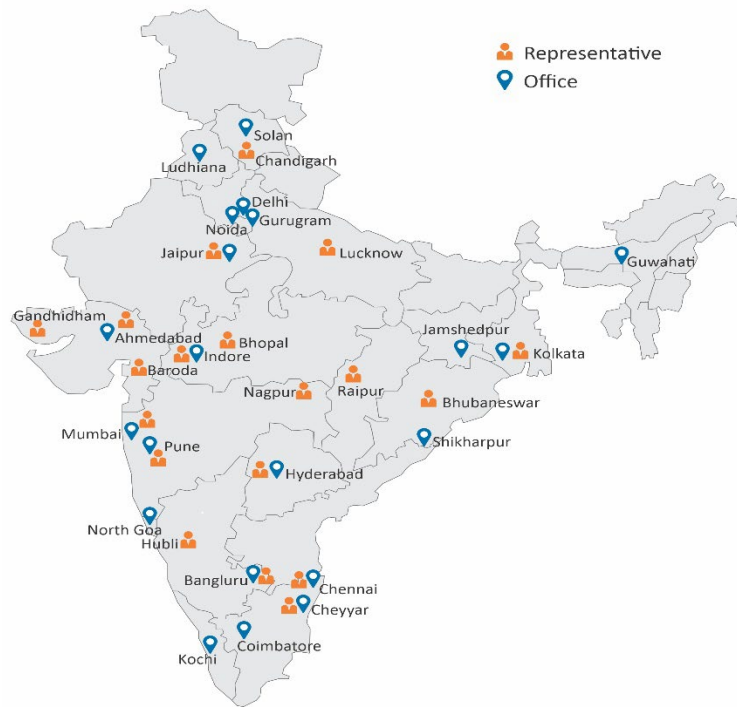 Representative
Office
Solan
Chandigarh
Ludhiana
Delhi
Noida
Gurugram
Jaipur
Lucknow
Guwahati
Gandhidham
Ahmedabad
Jamshedpur
Bhopal
Indore
Kolkata
Baroda
Raipur
Nagpur
Bhubaneswar
Mumbai
Pune
Shikharpur
Hyderabad
North Goa
Hubli
Bangluru
Chennai
Cheyyar
Coimbatore
Kochi